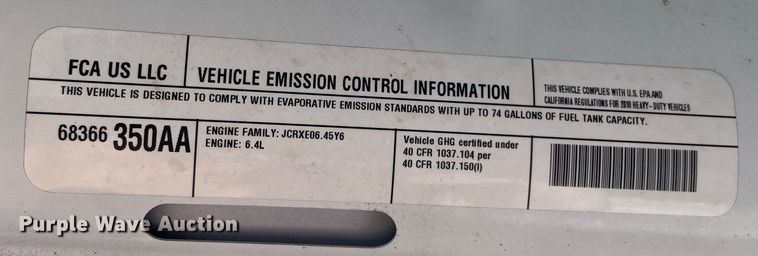 FCA US LLC
VEHICLE EMISSION CONTROL INFORMATION
THIS VEHICLE COMPLIES WITH U.S. EPA AND
CALIFORNIA REGULATIONS FOR 2018 HEAVY-DUTY VEHICLES
THIS VEHICLE IS DESIGNED TO COMPLY WITH EVAPORATIVE EMISSION STANDARDS WITH UP TO 74 GALLONS OF FUEL TANK CAPACITY.
68366 350AA
ENGINE FAMILY: JCRXE06.45Y6
ENGINE: 6.4L
Vehicle GHG certified under
40 CFR 1037.104 per
40 CFR 1037.150(l)
Purple Wave Auction